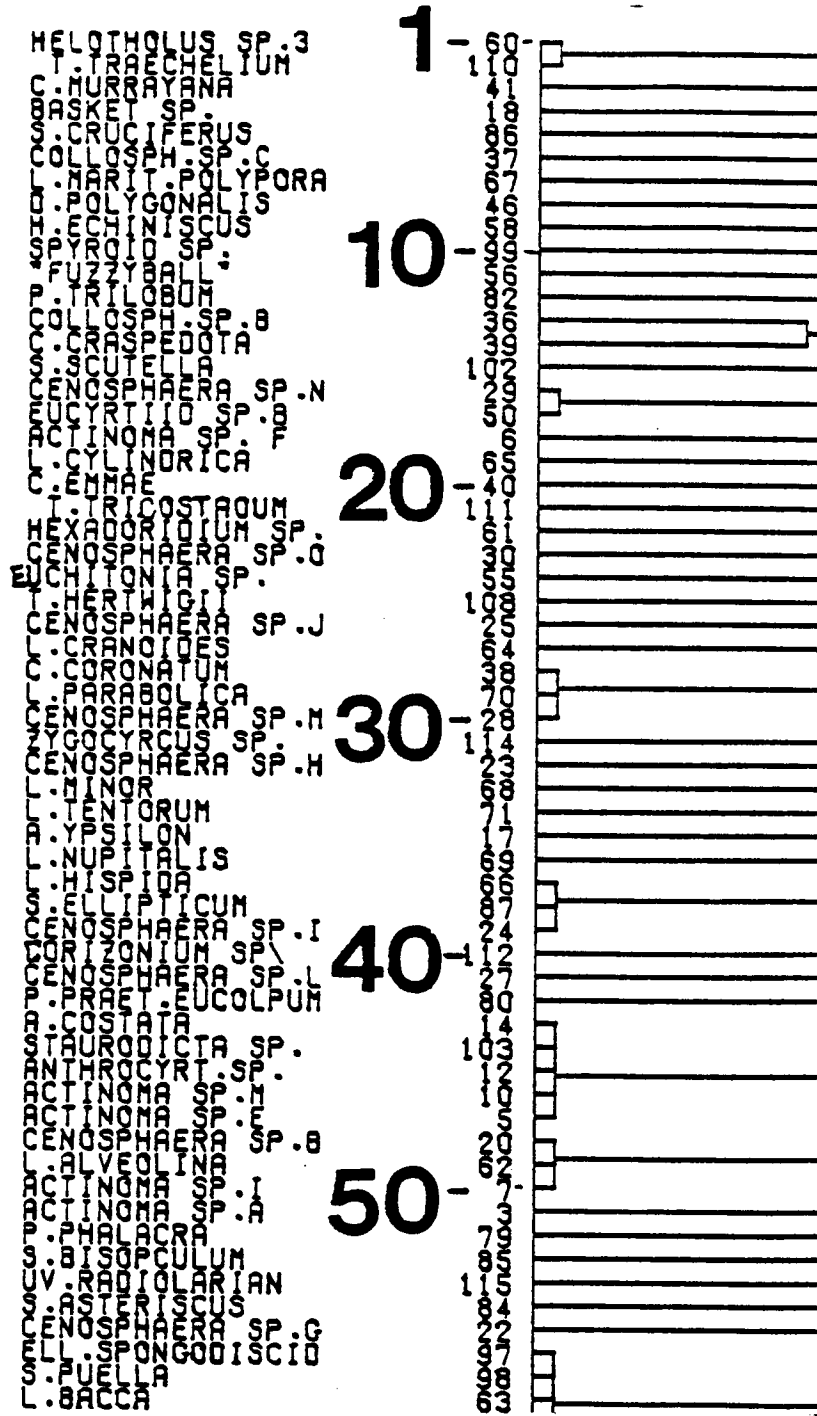 HELOTHOLUS SP.3 1 - 60
T.TRAECHELIUM 110
C.MURRAYANA 41
BASKET SP. 18
S.CRUCIFERUS 86
COLLOSPH.SP.C 37
L.MARIT.POLYPORA 67
D.POLYGONALIS 46
H.ECHINISCUS 58
SPYROID SP. 10 - 99
"FUZZYBALL" 56
P.TRILOBUM 82
COLLOSPH.SP.B 36
C.CRASPEDOTA 39
S.SCUTELLA 102
CENOSPHAERA SP.N 29
EUCYRTIID SP.B 50
ACTINOMA SP. F 6
L.CYLINDRICA 65
C.EMMAE 20 - 40
T.TRICOSTADUM 111
HEXADORIDIUM SP. 61
CENOSPHAERA SP.O 30
EUCHITONIA SP. 55
T.HERTWIGII 108
CENOSPHAERA SP.J 25
L.CRANOIDES 64
C.CORONATUM 38
L.PARABOLICA 70
CENOSPHAERA SP.M 30 - 28
ZYGOCYRCUS SP. 114
CENOSPHAERA SP.H 23
L.MINOR 68
L.TENTORUM 71
A.YPSILON 17
L.NUPITALIS 69
L.HISPIDA 66
S.ELLIPTICUM 87
CENOSPHAERA SP.I 24
CORIZONIUM SP\ 40 - 112
CENOSPHAERA SP.L 27
P.PRAET.EUCOLPUM 80
A.COSTATA 14
STAURODICTA SP. 103
ANTHROCYRT.SP. 12
ACTINOMA SP.M 10
ACTINOMA SP.E 5
CENOSPHAERA SP.B 20
L.ALVEOLINA 62
ACTINOMA SP.I 50 - 7
ACTINOMA SP.A 3
P.PHALACRA 79
S.BISOPCULUM 85
UV.RADIOLARIAN 115
S.ASTERISCUS 84
CENOSPHAERA SP.G 22
ELL.SPONGODISCID 97
S.PUELLA 98
L.BACCA 63